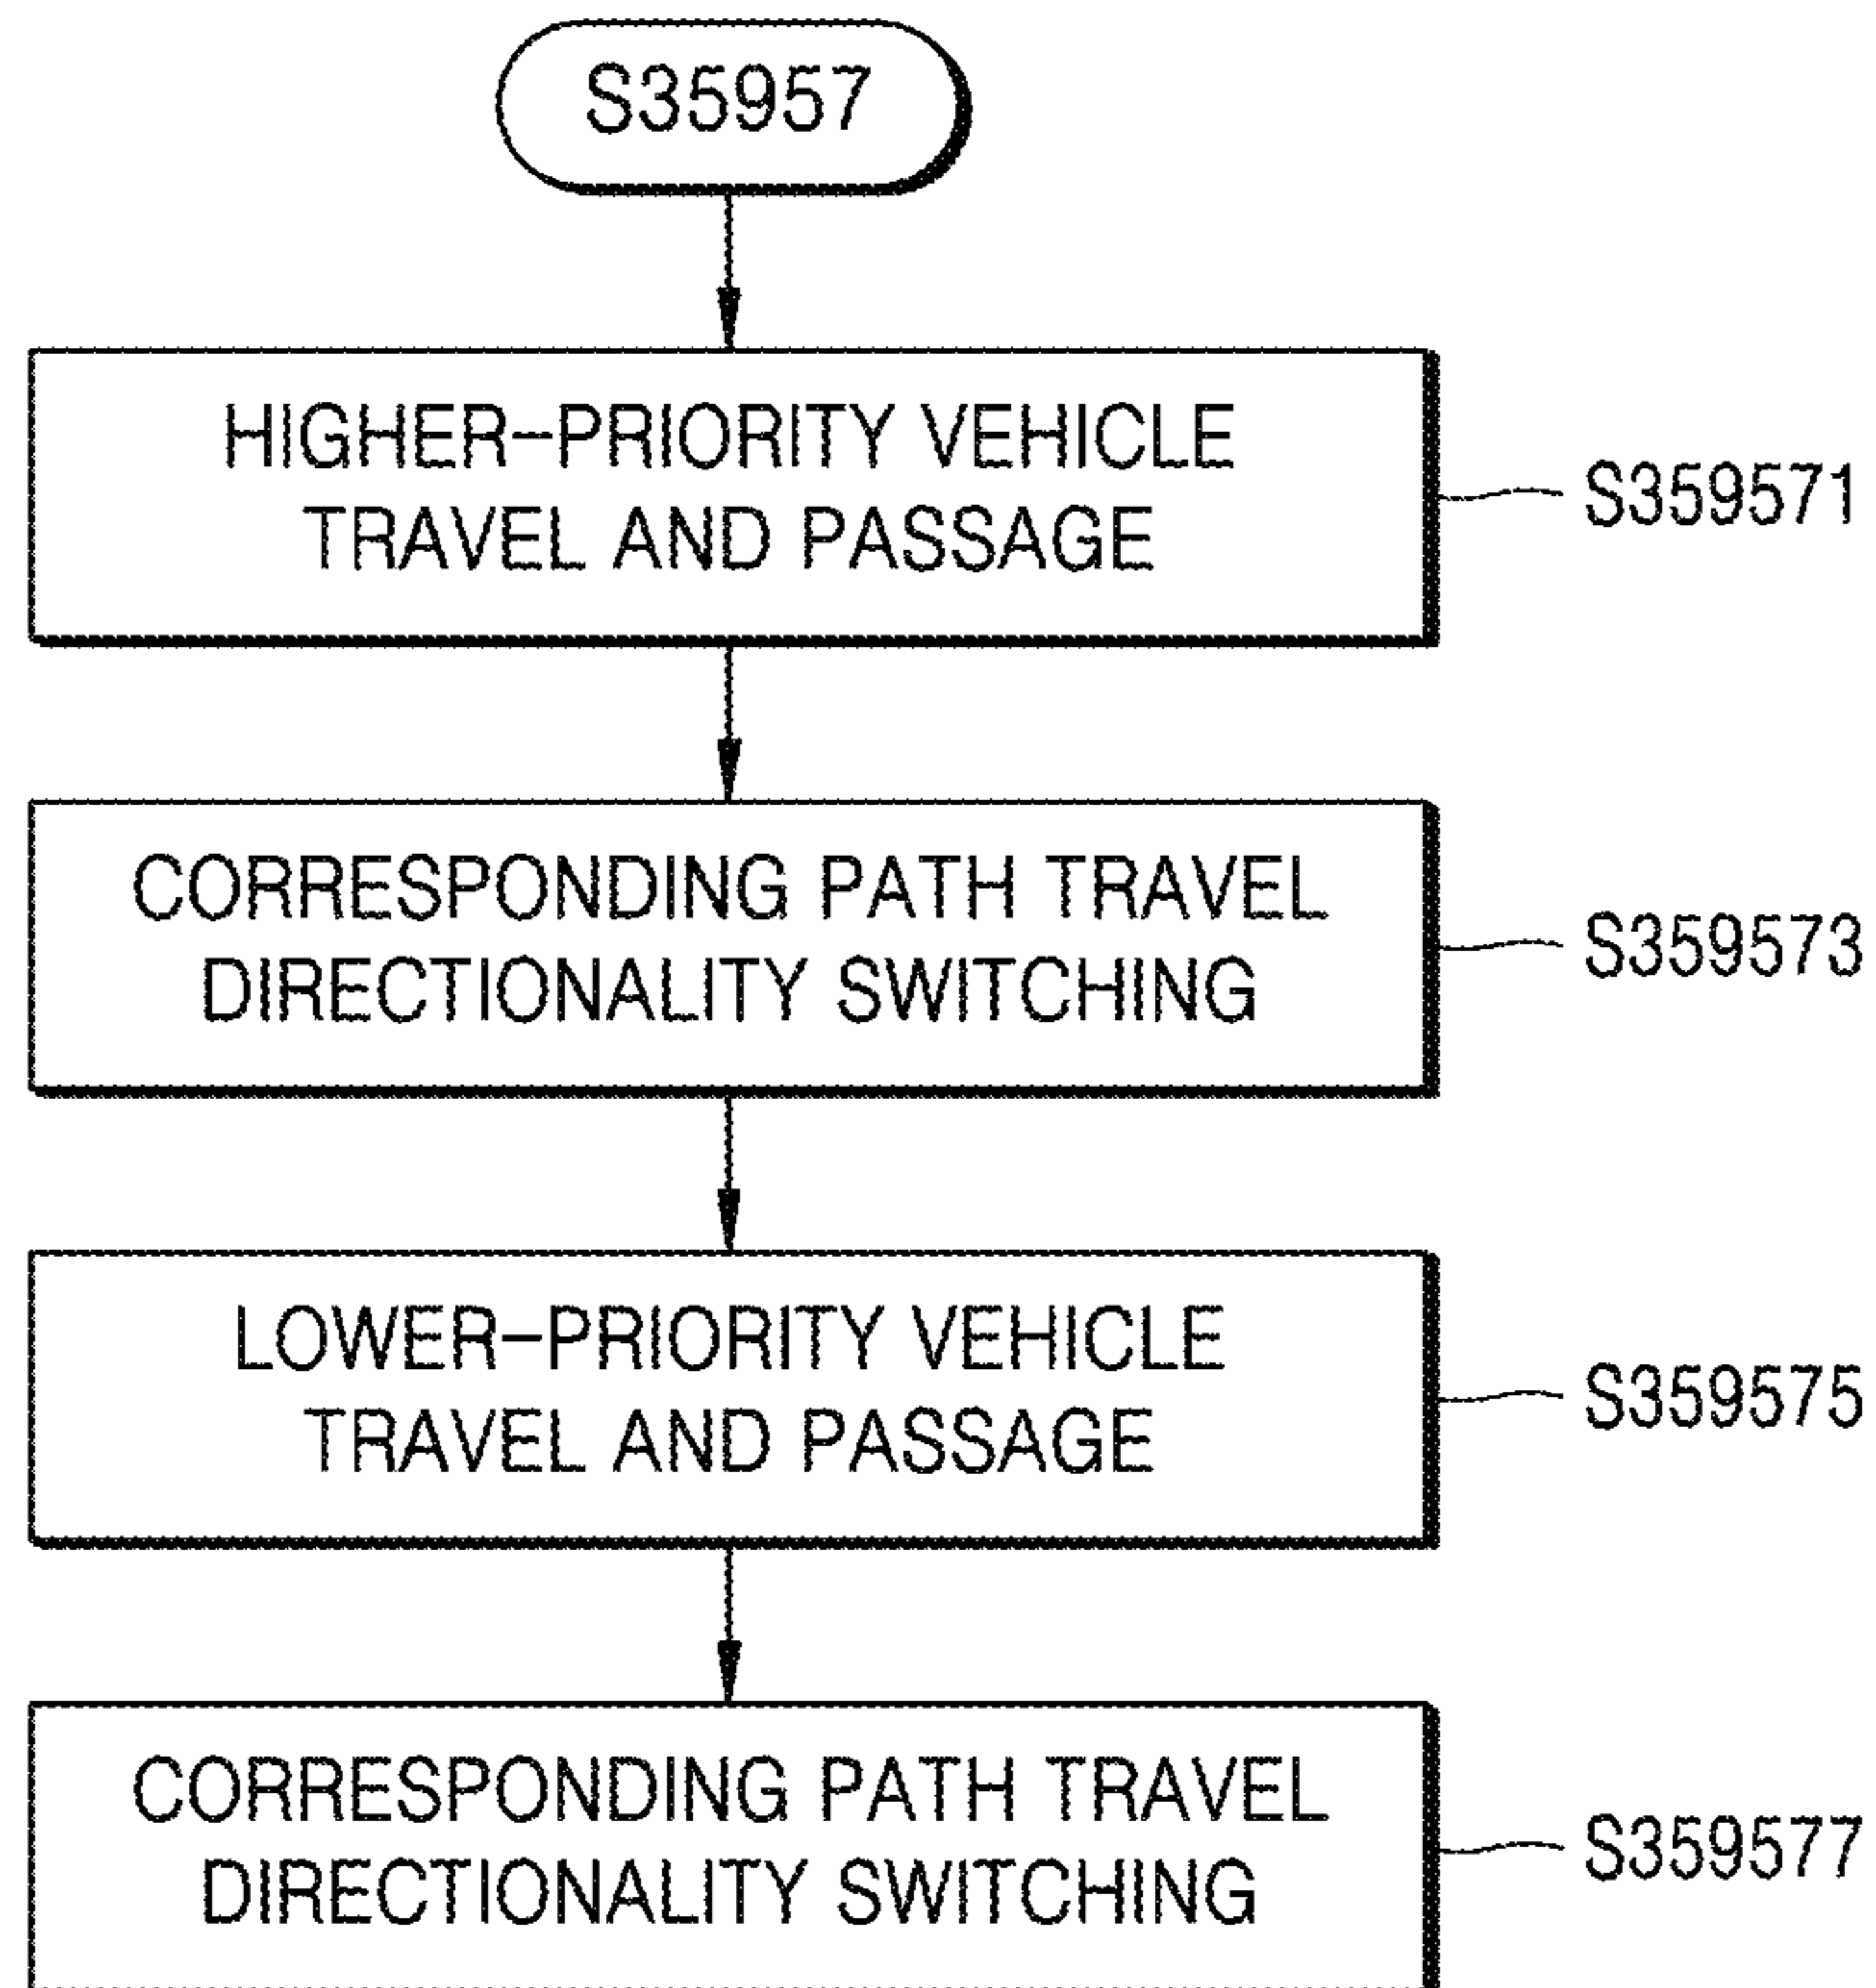 S35957
HIGHER-PRIORITY VEHICLE
TRAVEL AND PASSAGE
S359571
CORRESPONDING PATH TRAVEL
DIRECTIONALITY SWITCHING
S359573
LOWER-PRIORITY VEHICLE
TRAVEL AND PASSAGE
S359575
CORRESPONDING PATH TRAVEL
DIRECTIONALITY SWITCHING
S359577